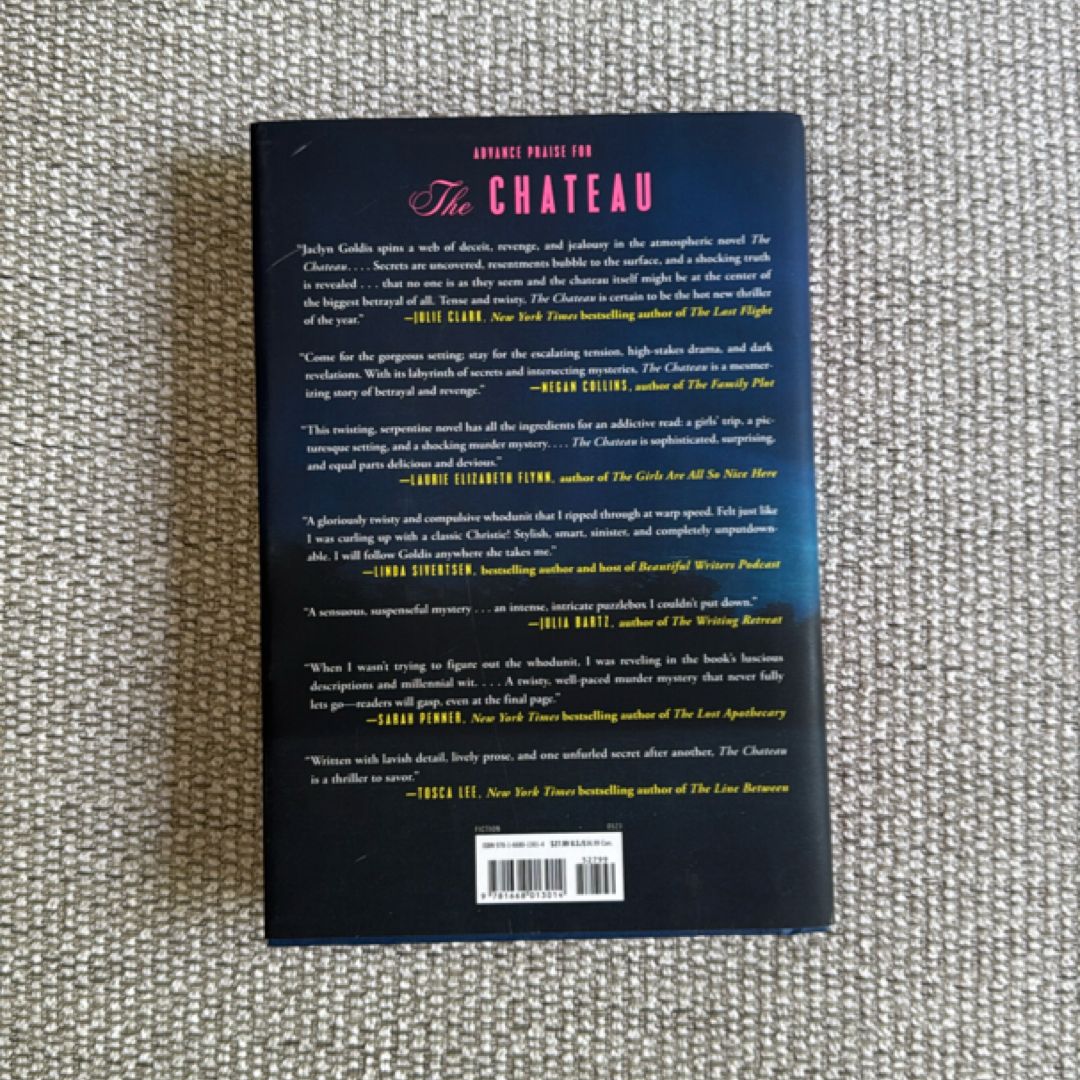 ADVANCE PRAISE FOR
The CHATEAU
"Jaclyn Goldis spins a web of deceit, revenge, and jealousy in the atmospheric novel The
Chateau. . . . Secrets are uncovered, resentments bubble to the surface, and a shocking truth
is revealed . . . that no one is as they seem and the chateau itself might be at the center of
the biggest betrayal of all. Tense and twisty, The Chateau is certain to be the hot new thriller
of the year." —JULIE CLARK, New York Times bestselling author of The Last Flight
"Come for the gorgeous setting; stay for the escalating tension, high-stakes drama, and dark
revelations. With its labyrinth of secrets and intersecting mysteries, The Chateau is a mesmer-
izing story of betrayal and revenge." —MEGAN COLLINS, author of The Family Plot
"This twisting, serpentine novel has all the ingredients for an addictive read: a girls' trip, a pic-
turesque setting, and a shocking murder mystery. . . . The Chateau is sophisticated, surprising,
and equal parts delicious and devious."
—LAURIE ELIZABETH FLYNN, author of The Girls Are All So Nice Here
"A gloriously twisty and compulsive whodunit that I ripped through at warp speed. Felt just like
I was curling up with a classic Christie! Stylish, smart, sinister, and completely unputdown-
able. I will follow Goldis anywhere she takes me."
—LINDA SIVERTSEN, bestselling author and host of Beautiful Writers Podcast
"A sensuous, suspenseful mystery . . . an intense, intricate puzzlebox I couldn't put down."
—JULIA BARTZ, author of The Writing Retreat
"When I wasn't trying to figure out the whodunit, I was reveling in the book's luscious
descriptions and millennial wit. . . . A twisty, well-paced murder mystery that never fully
lets go—readers will gasp, even at the final page."
—SARAH PENNER, New York Times bestselling author of The Lost Apothecary
"Written with lavish detail, lively prose, and one unfurled secret after another, The Chateau
is a thriller to savor."
—TOSCA LEE, New York Times bestselling author of The Line Between
FICTION 0523
ISBN 978-1-6680-1301-4 $27.99 U.S./$36.99 Can.
52799
9 781668 013014